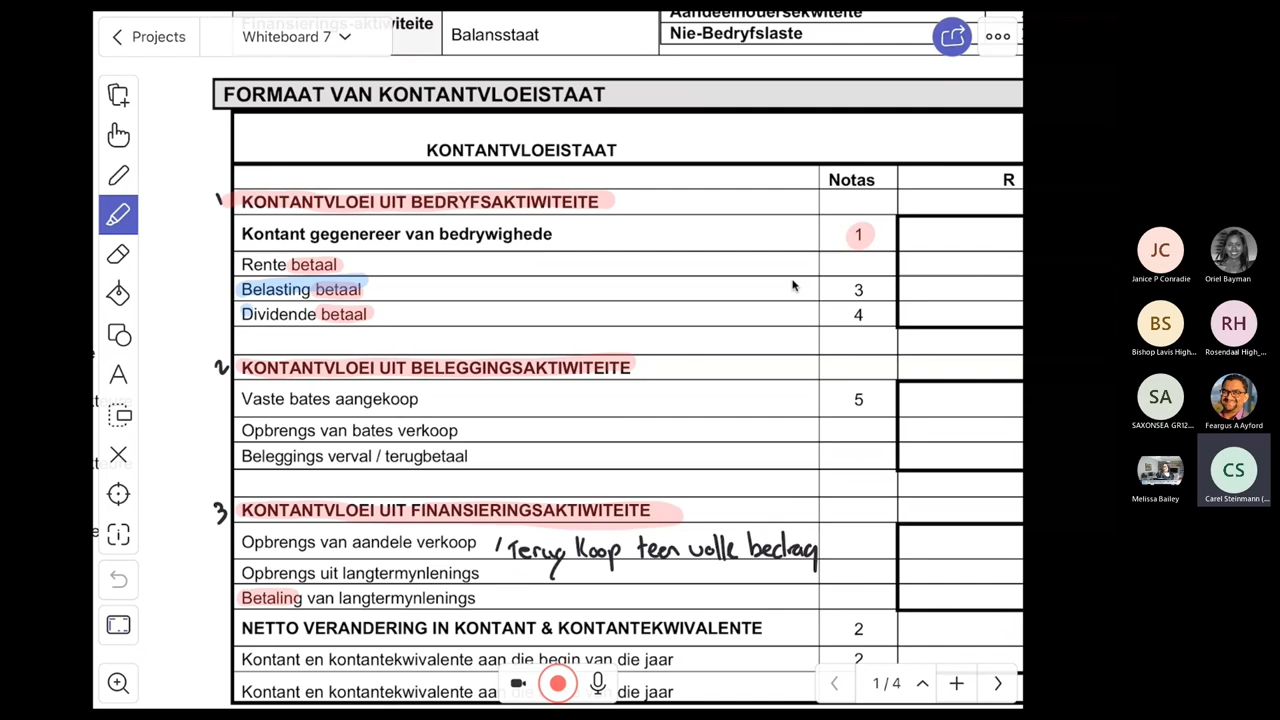 Finansierings-aktiwiteite
Balansstaat
Aandeelhouersekwiteite
Nie-Bedryfslaste
Projects
Whiteboard 7
FORMAAT VAN KONTANTVLOEISTAAT
KONTANTVLOEISTAAT
Notas R
1 KONTANTVLOEI UIT BEDRYFSAKTIWITEITE
Kontant gegenereer van bedrywighede 1
Rente betaal
Belasting betaal 3
Dividende betaal 4
2 KONTANTVLOEI UIT BELEGGINGSAKTIWITEITE
Vaste bates aangekoop 5
Opbrengs van bates verkoop
Beleggings verval / terugbetaal
3 KONTANTVLOEI UIT FINANSIERINGSAKTIWITEITE
Opbrengs van aandele verkoop / Terug Koop teen volle bedrag
Opbrengs uit langtermynlenings
Betaling van langtermynlenings
NETTO VERANDERING IN KONTANT & KONTANTEKWIVALENTE 2
Kontant en kontantekwivalente aan die begin van die jaar 2
Kontant en kontantekwivalente aan die jaar
1 / 4
JC
Janice P Conradie
Oriel Bayman
BS
Bishop Lavis High...
RH
Rosendaal High_...
SA
SAXONSEA GR12...
Feargus A Ayford
Melissa Bailey
CS
Carel Steinmann (...